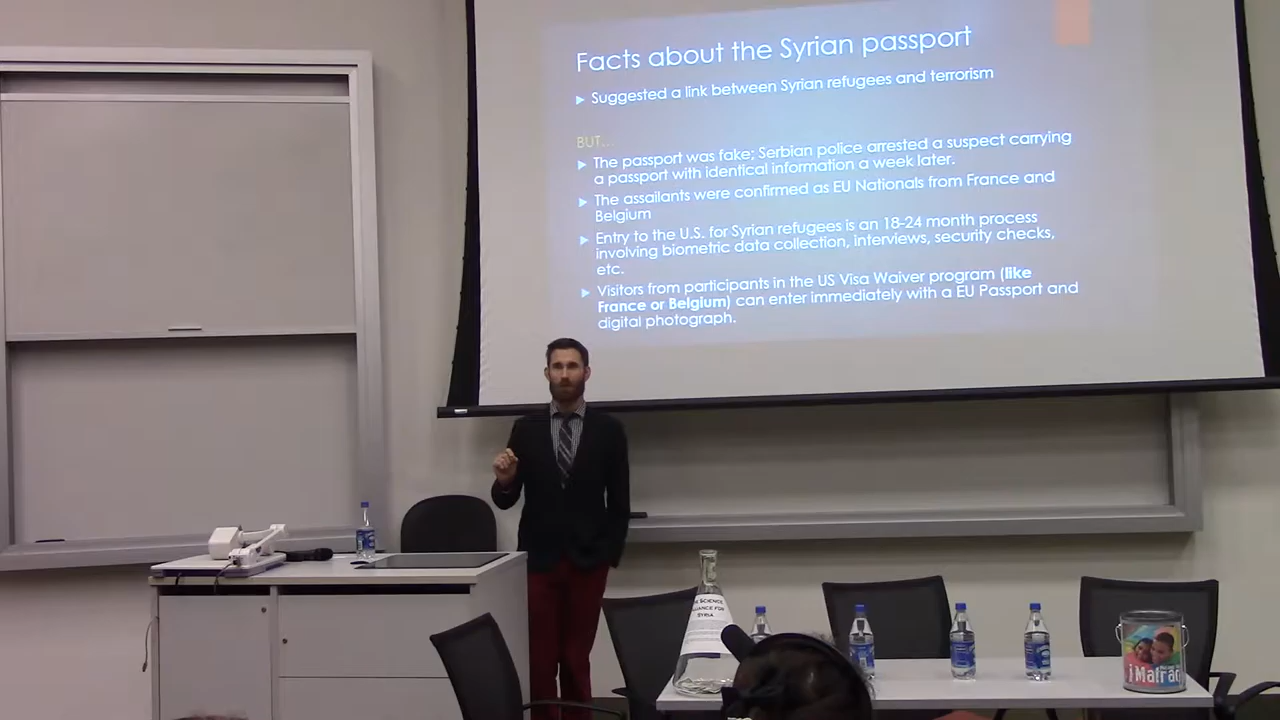 Facts about the Syrian passport
▶ Suggested a link between Syrian refugees and terrorism
BUT...
▶ The passport was fake; Serbian police arrested a suspect carrying
a passport with identical information a week later.
▶ The assailants were confirmed as EU Nationals from France and
Belgium
▶ Entry to the U.S. for Syrian refugees is an 18-24 month process
involving biometric data collection, interviews, security checks,
etc.
▶ Visitors from participants in the US Visa Waiver program (like
France or Belgium) can enter immediately with a EU Passport and
digital photograph.
SCIENCE
FOR
SYRIA
Mafraq